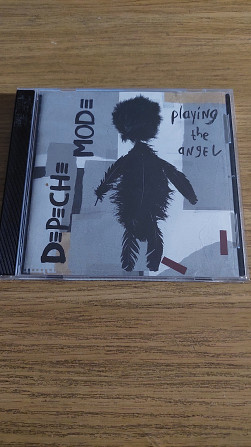 DEPECHE MODE
playing
the
ANGEL